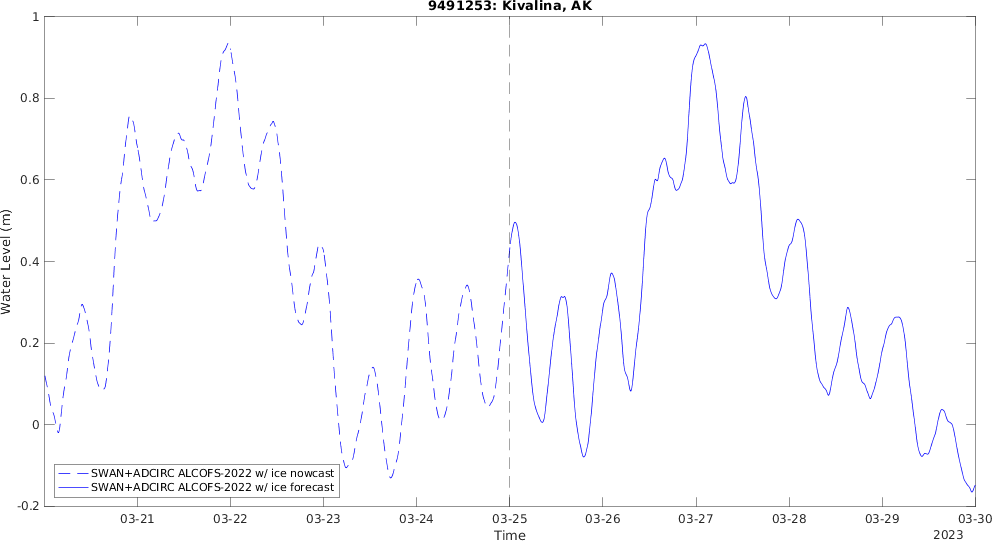 9491253: Kivalina, AK
1
0.8
0.6
0.4
0.2
0
-0.2
Water Level (m)
SWAN+ADCIRC ALCOFS-2022 w/ ice nowcast
SWAN+ADCIRC ALCOFS-2022 w/ ice forecast
03-21 03-22 03-23 03-24 03-25 03-26 03-27 03-28 03-29 03-30
Time
2023